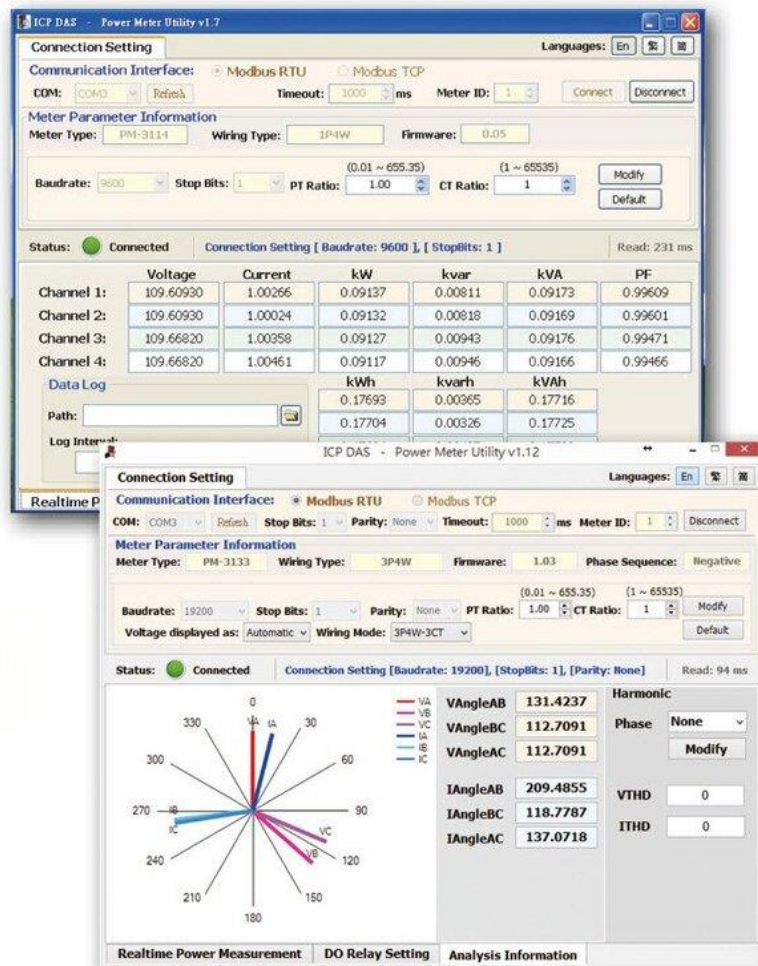 ICP DAS - Power Meter Utility v1.7
Connection Setting Languages: En 繁 简
Communication Interface: Modbus RTU Modbus TCP
COM: COM3 Refresh Timeout: 1000 ms Meter ID: 1 Connect Disconnect
Meter Parameter Information
Meter Type: PM-3114 Wiring Type: 1P4W Firmware: 0.05
(0.01 ~ 655.35) (1 ~ 65535)
Baudrate: 9600 Stop Bits: 1 PT Ratio: 1.00 CT Ratio: 1 Modify
Default
Status: Connected Connection Setting [ Baudrate: 9600 ], [ StopBits: 1 ] Read: 231 ms
Voltage Current kW kvar kVA PF
Channel 1: 109.60930 1.00266 0.09137 0.00811 0.09173 0.99609
Channel 2: 109.60930 1.00024 0.09132 0.00818 0.09169 0.99601
Channel 3: 109.66820 1.00358 0.09127 0.00943 0.09176 0.99471
Channel 4: 109.66820 1.00461 0.09117 0.00946 0.09166 0.99466
Data Log kWh kvarh kVAh
0.17693 0.00365 0.17716
Path: 0.17704 0.00326 0.17725
Log Interval:
Realtime P
ICP DAS - Power Meter Utility v1.12
Connection Setting Languages: En 繁 简
Communication Interface: Modbus RTU Modbus TCP
COM: COM3 Refresh Stop Bits: 1 Parity: None Timeout: 1000 ms Meter ID: 1 Disconnect
Meter Parameter Information
Meter Type: PM-3133 Wiring Type: 3P4W Firmware: 1.03 Phase Sequence: Negative
(0.01 ~ 655.35) (1 ~ 65535)
Baudrate: 19200 Stop Bits: 1 Parity: None PT Ratio: 1.00 CT Ratio: 1 Modify
Voltage displayed as: Automatic Wiring Mode: 3P4W-3CT Default
Status: Connected Connection Setting [Baudrate: 19200], [StopBits: 1], [Parity: None] Read: 94 ms
0
330 VA IA 30
300 60
270 IB 90
IC
VC
240 VB 120
210 150
180
VA
VB
VC
IA
IB
IC
VAngleAB 131.4237
VAngleBC 112.7091
VAngleAC 112.7091
IAngleAB 209.4855
IAngleBC 118.7787
IAngleAC 137.0718
Harmonic
Phase None
Modify
VTHD 0
ITHD 0
Realtime Power Measurement DO Relay Setting Analysis Information